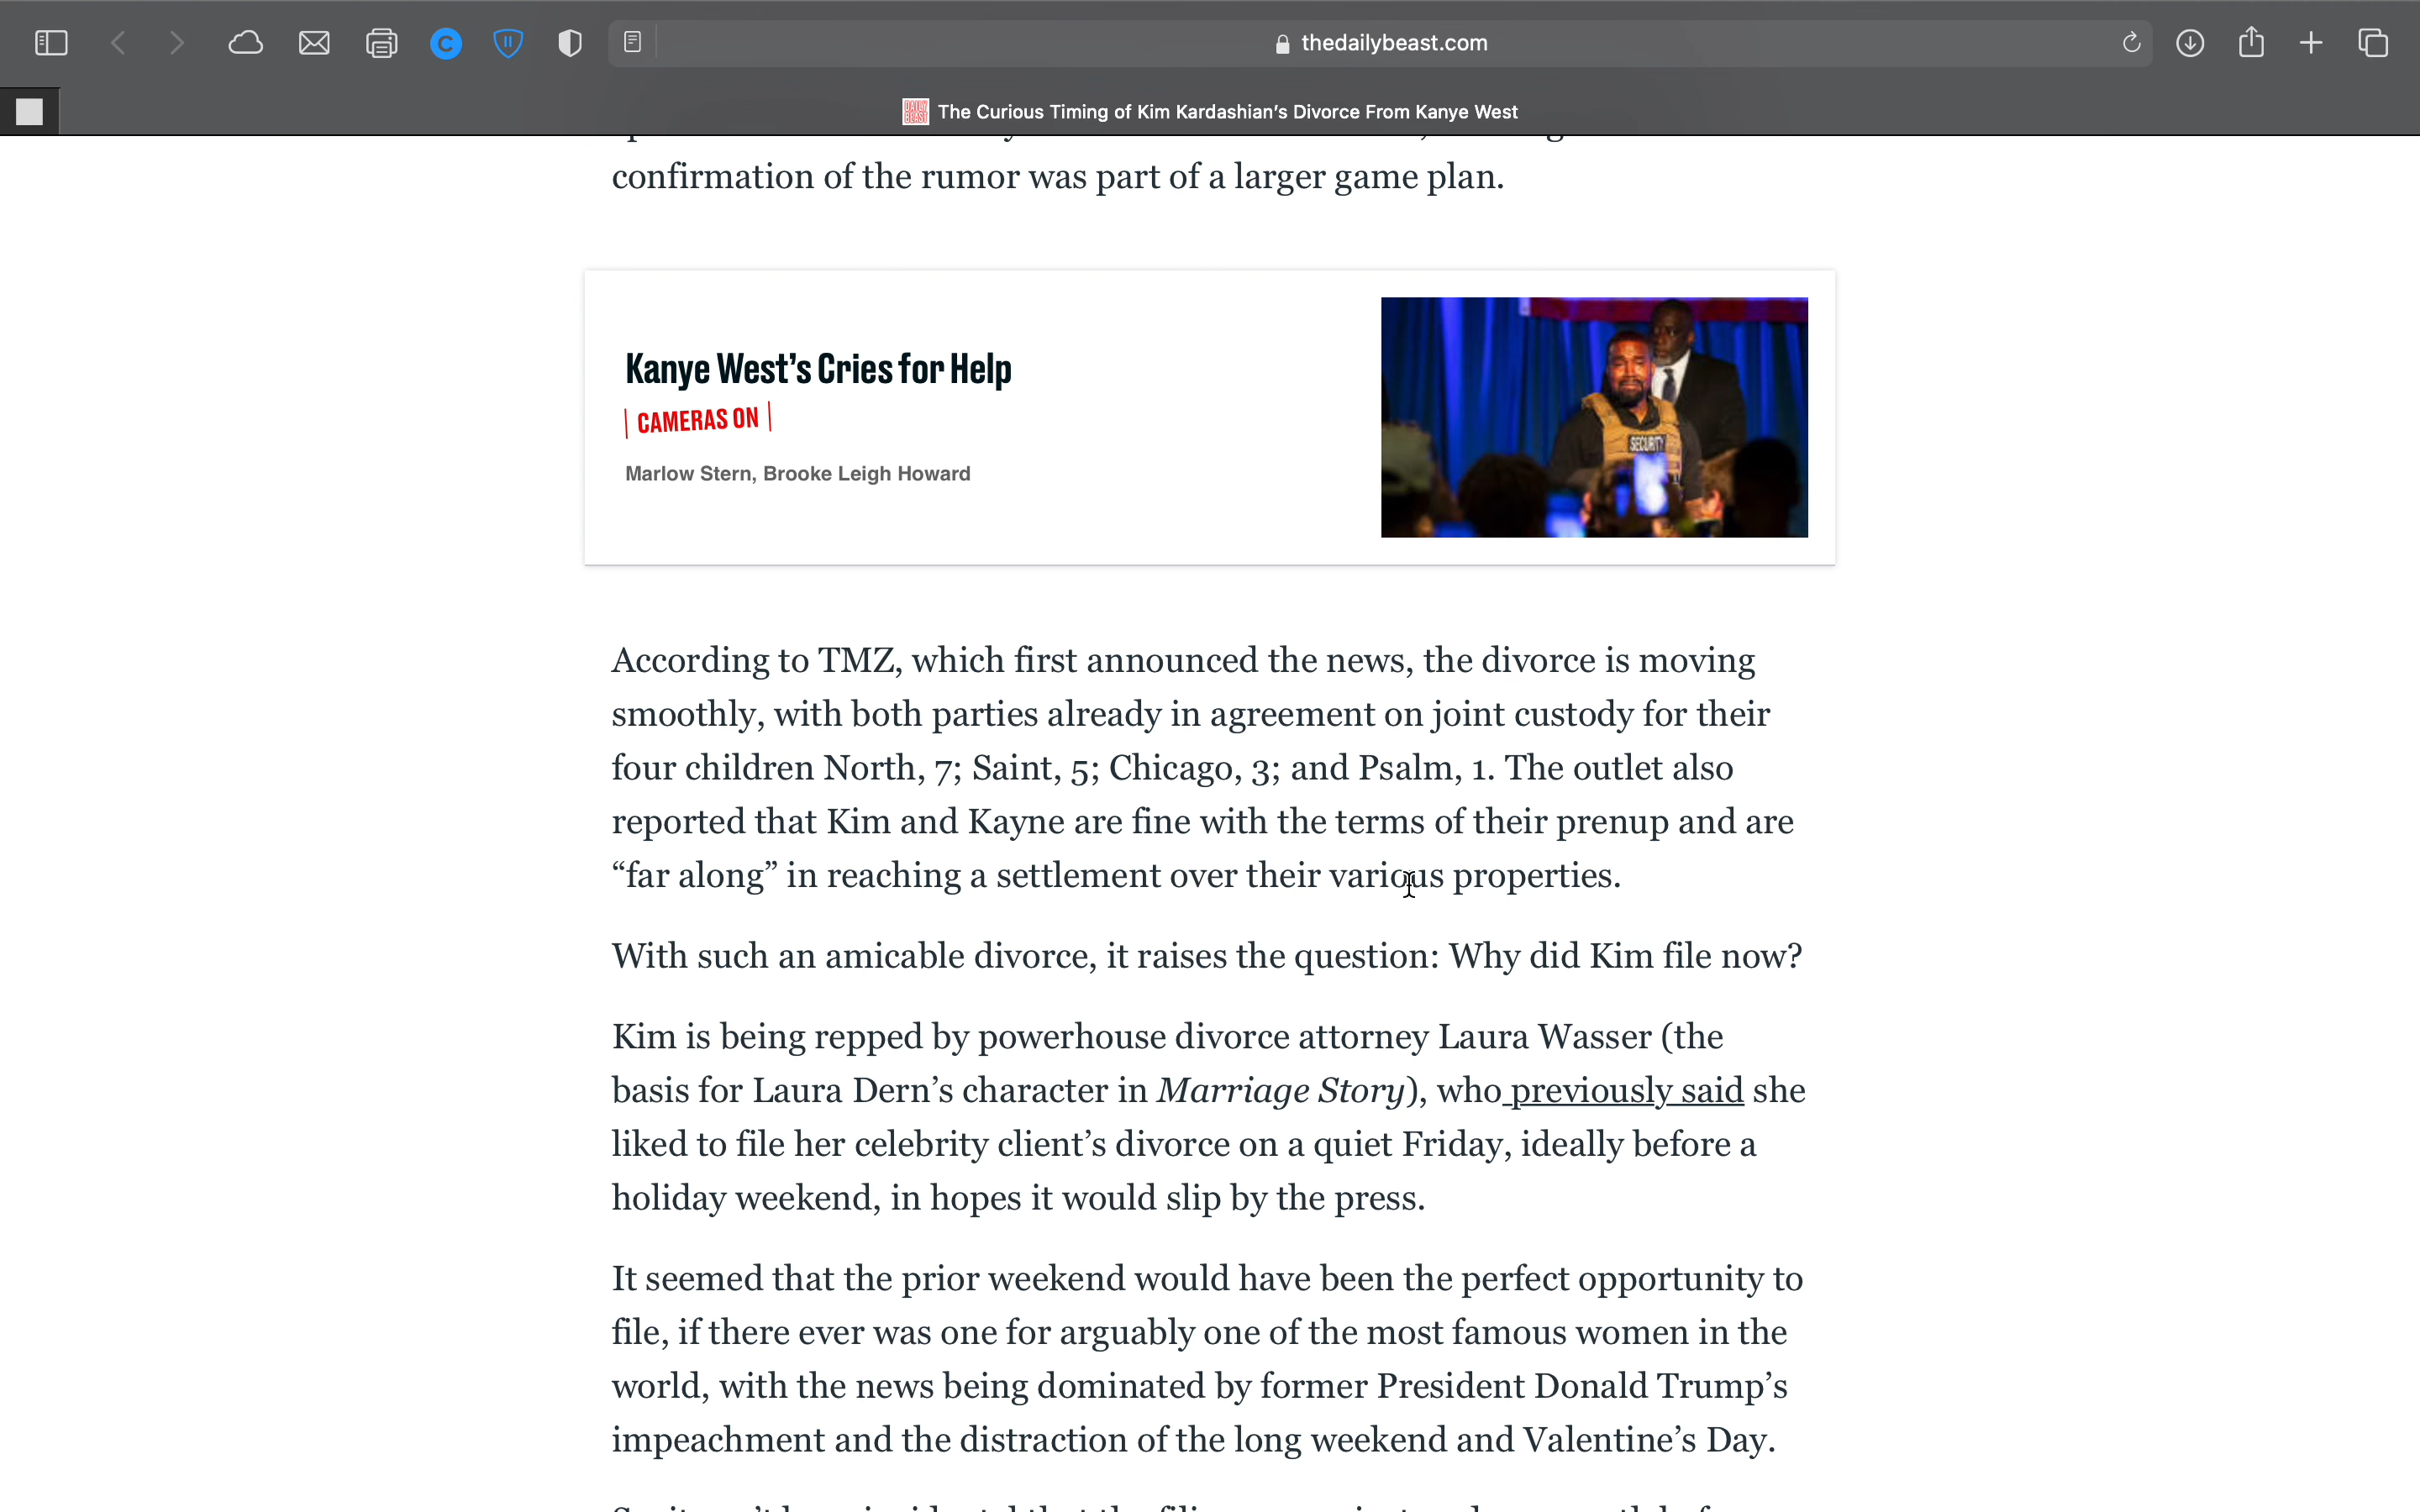 thedailybeast.com
The Curious Timing of Kim Kardashian's Divorce From Kanye West
confirmation of the rumor was part of a larger game plan.
Kanye West's Cries for Help
CAMERAS ON
Marlow Stern, Brooke Leigh Howard
SECURITY
According to TMZ, which first announced the news, the divorce is moving
smoothly, with both parties already in agreement on joint custody for their
four children North, 7; Saint, 5; Chicago, 3; and Psalm, 1. The outlet also
reported that Kim and Kayne are fine with the terms of their prenup and are
“far along” in reaching a settlement over their various properties.
With such an amicable divorce, it raises the question: Why did Kim file now?
Kim is being repped by powerhouse divorce attorney Laura Wasser (the
basis for Laura Dern’s character in Marriage Story), who previously said she
liked to file her celebrity client’s divorce on a quiet Friday, ideally before a
holiday weekend, in hopes it would slip by the press.
It seemed that the prior weekend would have been the perfect opportunity to
file, if there ever was one for arguably one of the most famous women in the
world, with the news being dominated by former President Donald Trump’s
impeachment and the distraction of the long weekend and Valentine’s Day.